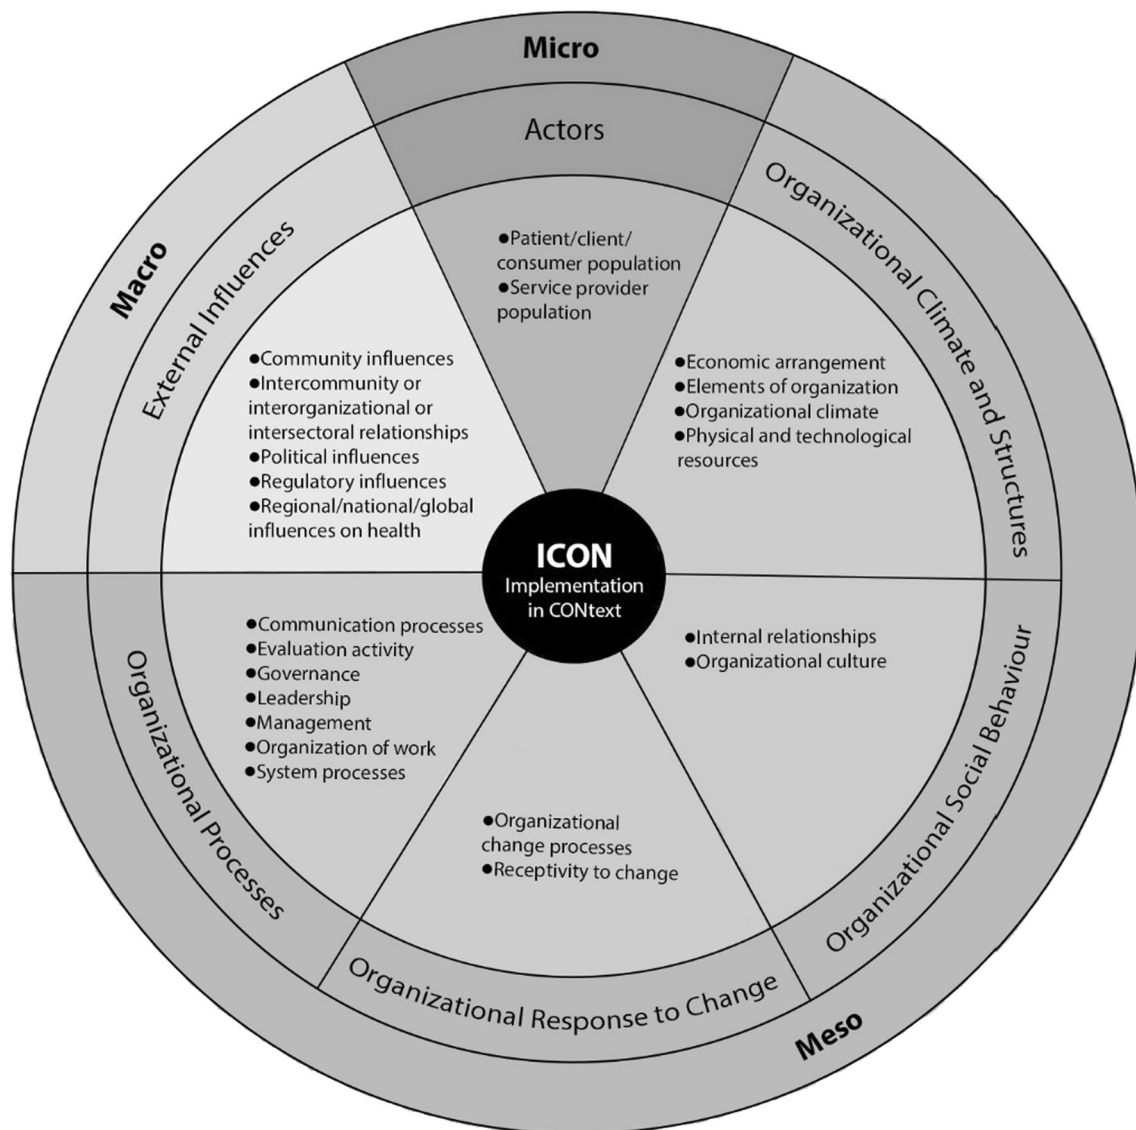 Micro
Actors
●Patient/client/
consumer population
●Service provider
population
Organizational Climate and Structures
●Economic arrangement
●Elements of organization
●Organizational climate
●Physical and technological
resources
Organizational Social Behaviour
●Internal relationships
●Organizational culture
Meso
Organizational Response to Change
●Organizational
change processes
●Receptivity to change
Organizational Processes
●Communication processes
●Evaluation activity
●Governance
●Leadership
●Management
●Organization of work
●System processes
Macro
External Influences
●Community influences
●Intercommunity or
interorganizational or
intersectoral relationships
●Political influences
●Regulatory influences
●Regional/national/global
influences on health
ICON
Implementation
in CONtext